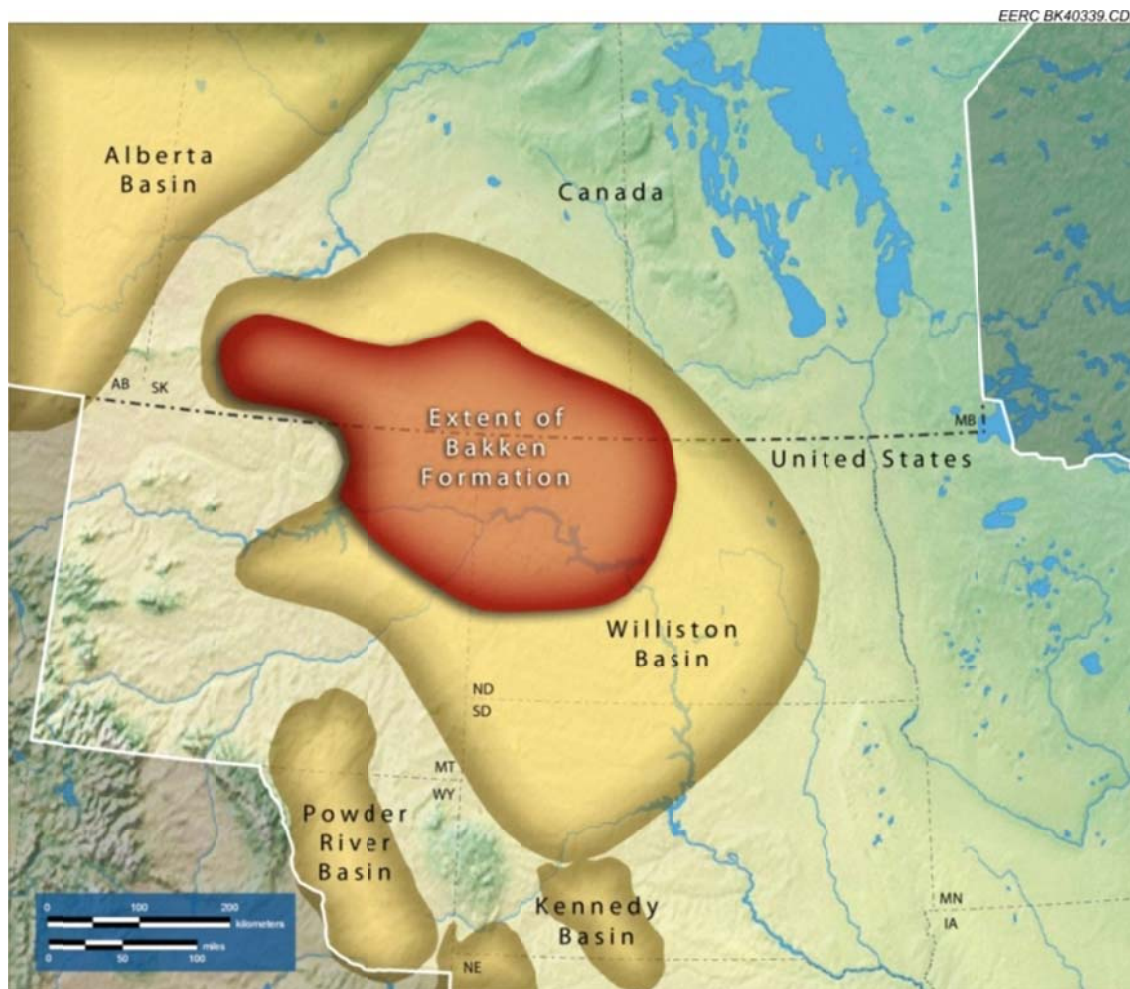 EERC BK40339.CD
Alberta
Basin
Canada
AB SK
Extent of
Bakken
Formation
MB
United States
Williston
Basin
ND
SD
MT
WY
Powder
River
Basin
Kennedy
Basin
MN
IA
NE
0 100 200
kilometers
miles
0 50 100